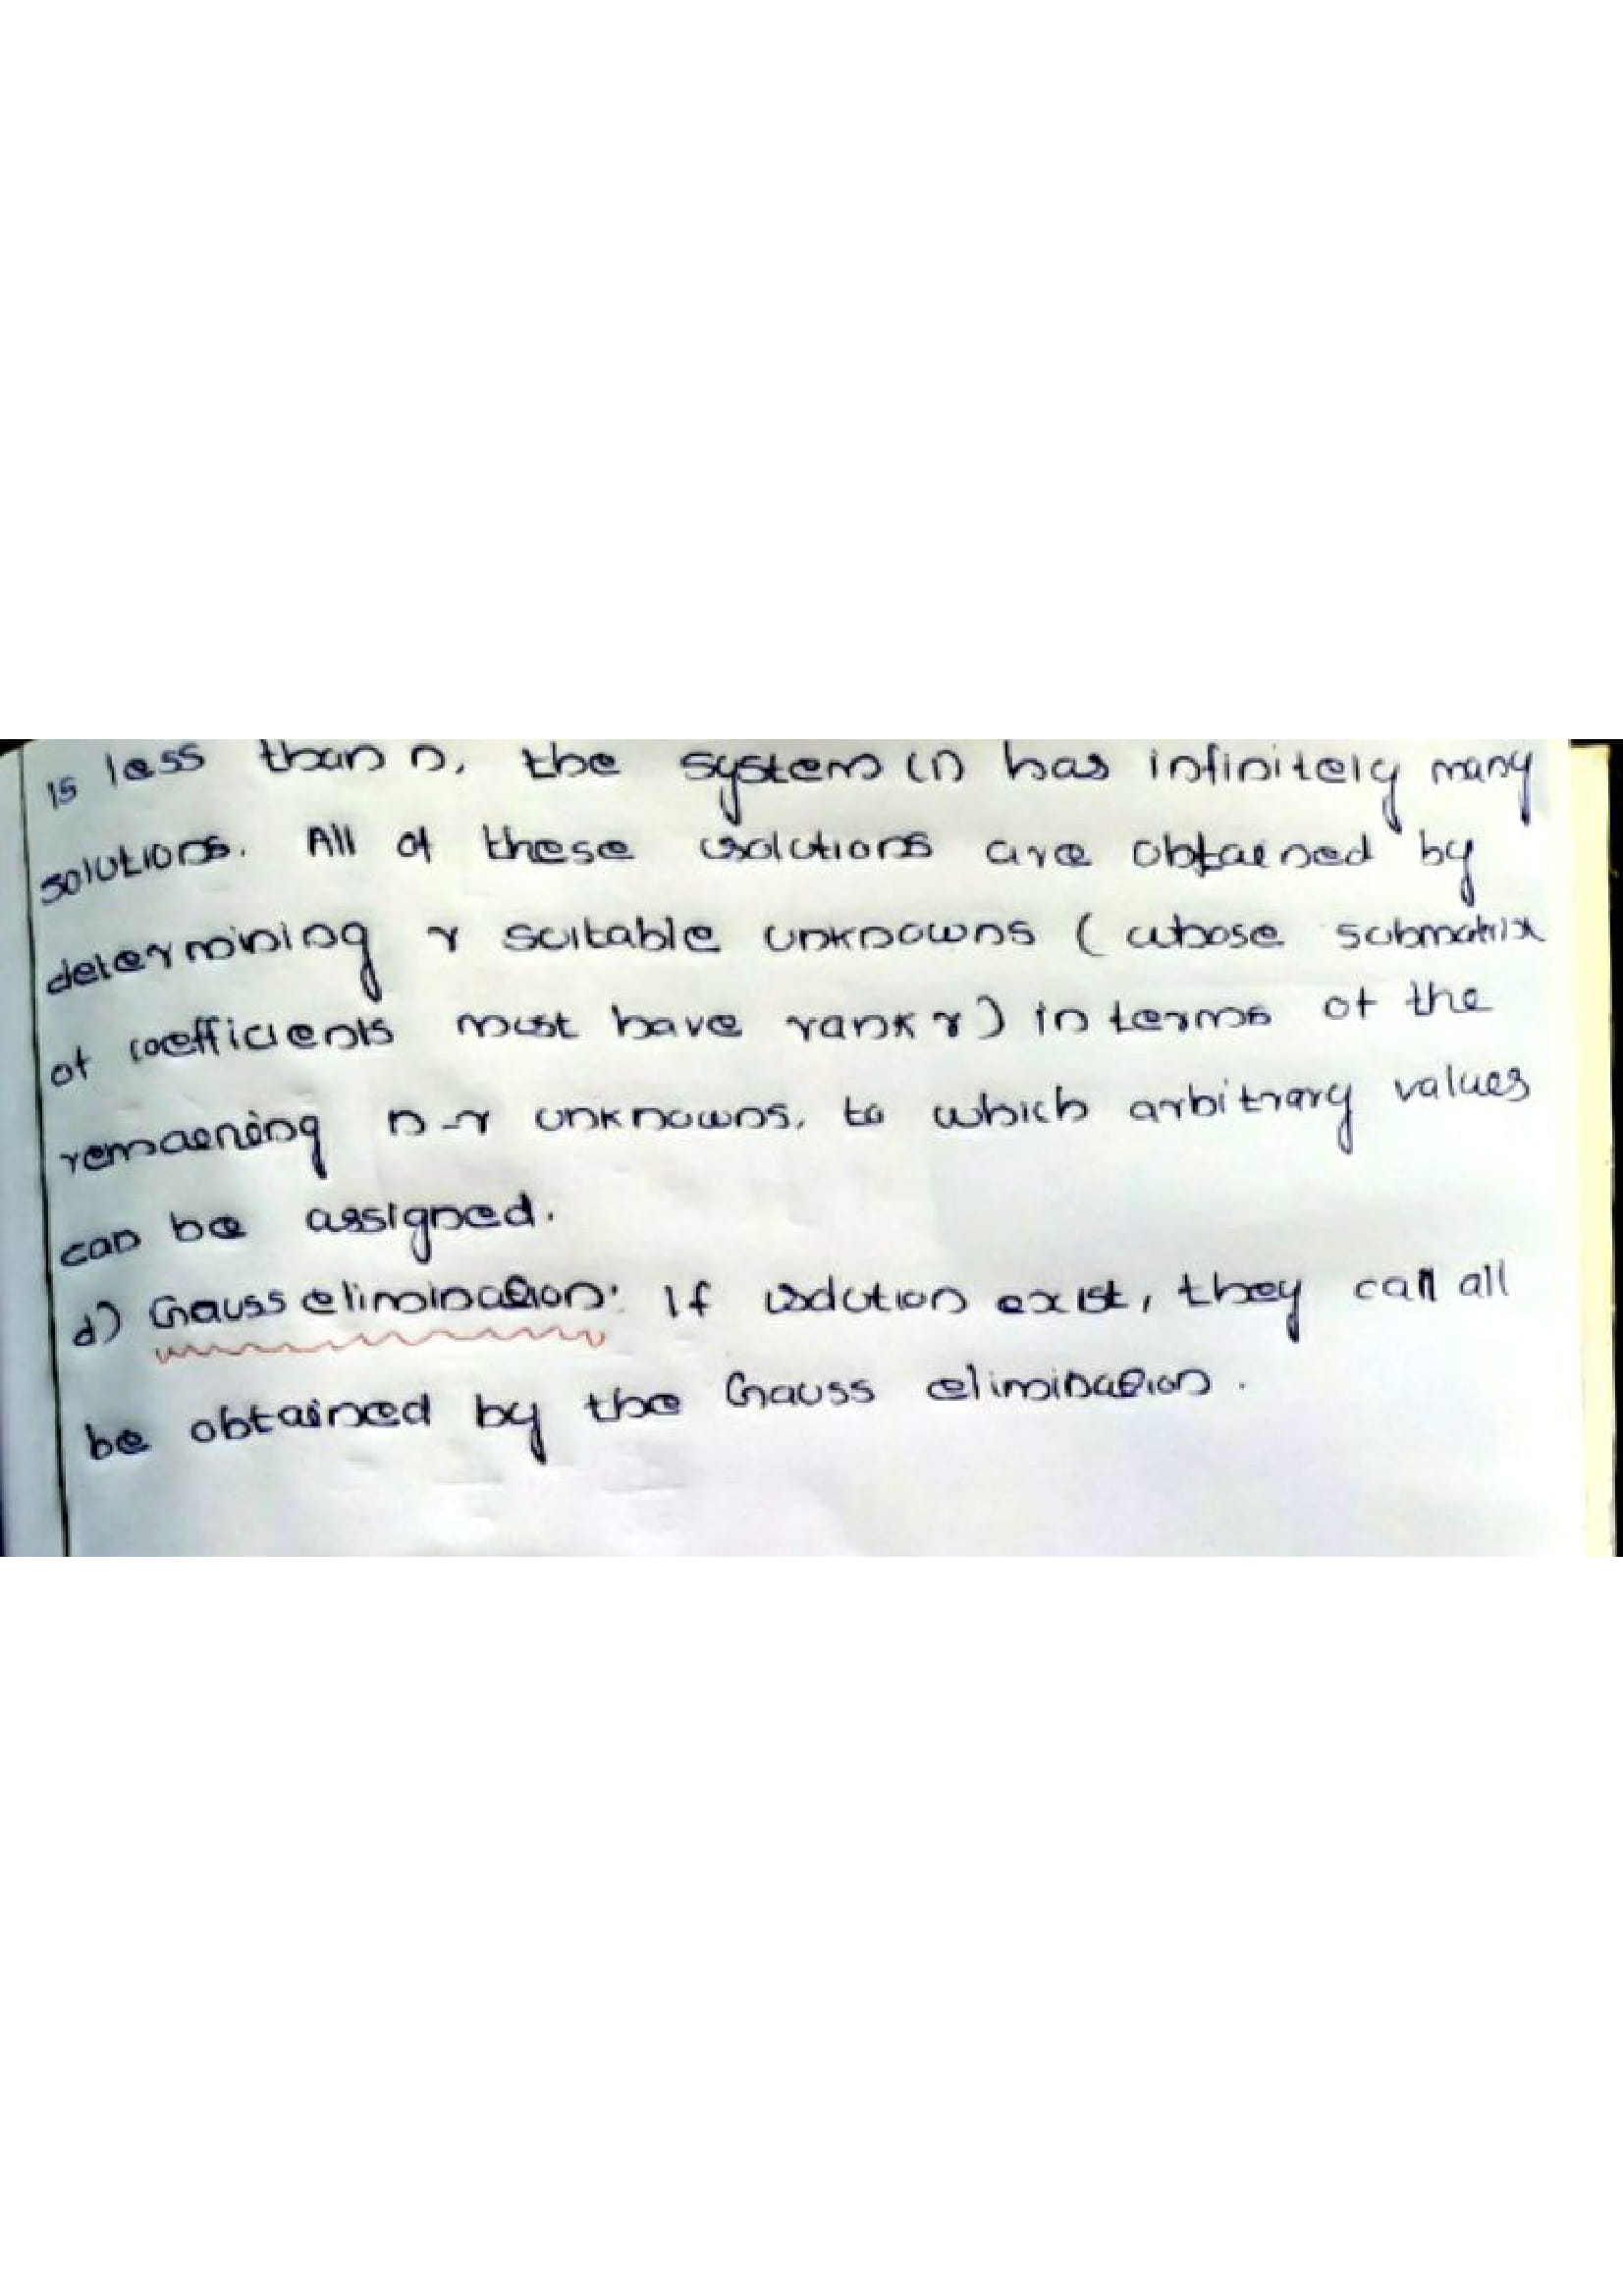 is less than n, the system (1) has infinitely many
solutions. All of these solutions are obtained by
determining r suitable unknowns (whose submatrix
of coefficients must have rank r) in terms of the
remaening n-r unknowns, to which arbitrary values
can be assigned.
d) Gauss elimination: If solution exist, they can all
be obtained by the Gauss elimination.